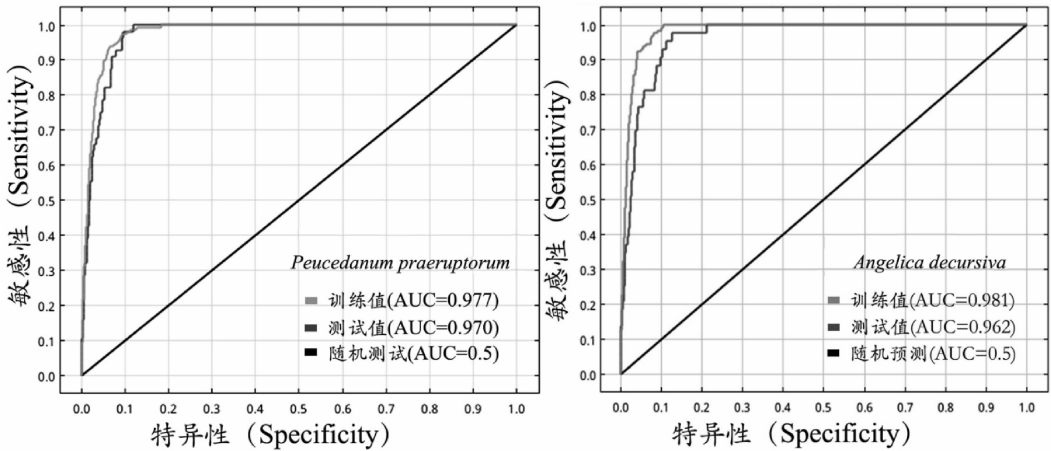 敏感性（Sensitivity）
1.0
0.9
0.8
0.7
0.6
0.5
0.4
0.3
0.2
0.1
0.0
Peucedanum praeruptorum
训练值(AUC=0.977)
测试值(AUC=0.970)
随机测试(AUC=0.5)
0.0 0.1 0.2 0.3 0.4 0.5 0.6 0.7 0.8 0.9 1.0
特异性（Specificity）
敏感性（Sensitivity）
1.0
0.9
0.8
0.7
0.6
0.5
0.4
0.3
0.2
0.1
0.0
Angelica decursiva
训练值(AUC=0.981)
测试值(AUC=0.962)
随机预测(AUC=0.5)
0.0 0.1 0.2 0.3 0.4 0.5 0.6 0.7 0.8 0.9 1.0
特异性（Specificity）